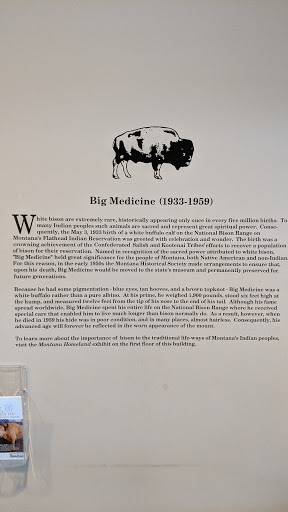 Big Medicine (1933-1959)
White bison are extremely rare, historically appearing only once in every five million births. To
many Indian peoples such animals are sacred and represent great spiritual power. Conse-
quently, the May 3, 1933 birth of a white buffalo calf on the National Bison Range on
Montana's Flathead Indian Reservation was greeted with celebration and wonder. The birth was a
crowning achievement of the Confederated Salish and Kootenai Tribes' efforts to recover a population
of bison for their reservation. Named in recognition of the sacred power attributed to white bison,
"Big Medicine" held great significance for the people of Montana, both Native American and non-Indian.
For this reason, in the early 1950s the Montana Historical Society made arrangements to ensure that,
upon his death, Big Medicine would be moved to the state's museum and permanently preserved for
future generations.
Because he had some pigmentation—blue eyes, tan hooves, and a brown topknot—Big Medicine was a
white buffalo rather than a pure albino. At his prime, he weighed 1,900 pounds, stood six feet high at
the hump, and measured twelve feet from the tip of his nose to the end of his tail. Although his fame
spread worldwide, Big Medicine spent his entire life on the National Bison Range where he received
special care that enabled him to live much longer than bison normally do. As a result, however, when
he died in 1959 his hide was in poor condition, and in many places, almost hairless. Consequently, his
advanced age will forever be reflected in the worn appearance of the mount.
To learn more about the importance of bison to the traditional life-ways of Montana's Indian peoples,
visit the Montana Homeland exhibit on the first floor of this building.